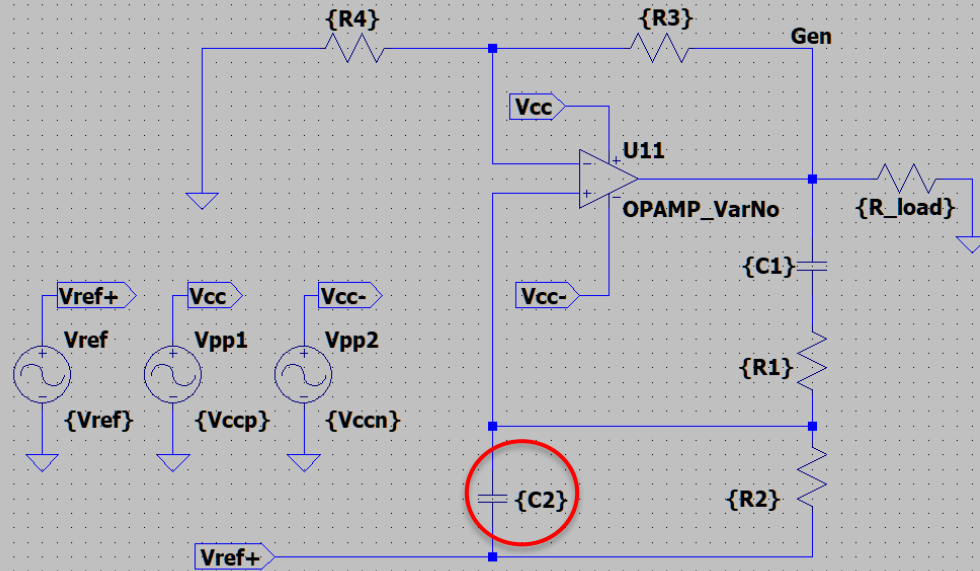 {R4}
{R3}
Gen
Vcc
U11
OPAMP_VarNo
{R_load}
{C1}
Vref+
Vcc
Vcc-
Vcc-
Vref
Vpp1
Vpp2
{R1}
{Vref}
{Vccp}
{Vccn}
{C2}
{R2}
Vref+